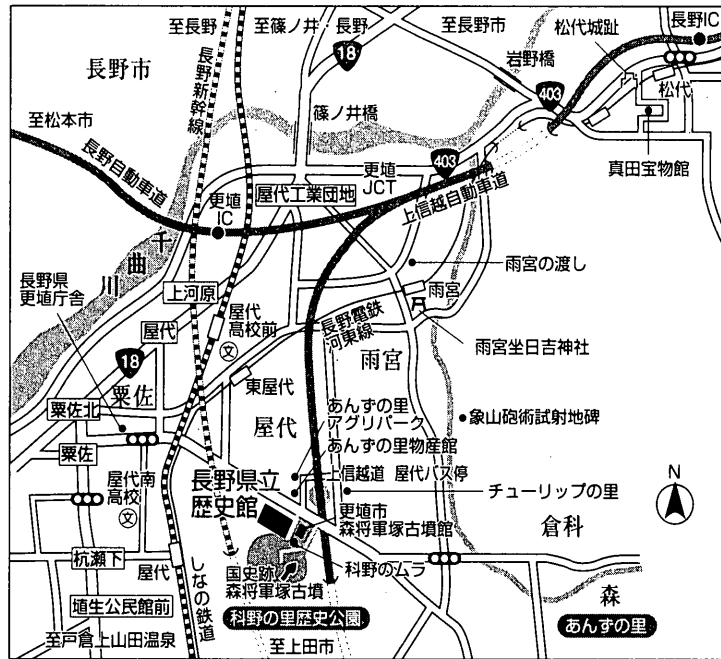 至長野
至篠ノ井・長野
至長野市
松代城趾
長野IC
長野市
長野新幹線
18
岩野橋
403
松代
至松本市
篠ノ井橋
真田宝物館
長野自動車道
更埴
JCT
403
更埴
IC
屋代工業団地
上信越自動車道
千曲川
雨宮の渡し
長野県
更埴庁舎
上河原
屋代
高校前
雨宮
屋代
文
長野電鉄
河東線
雨宮坐日吉神社
18
雨宮
粟佐
東屋代
粟佐北
屋代
あんずの里
アグリパーク
象山砲術試射地碑
あんずの里物産館
粟佐
上信越道 屋代バス停
屋代南
高校
長野県立
歴史館
チューリップの里
N
文
更埴市
森将軍塚古墳館
倉科
杭瀬下
屋代
しなの鉄道
科野のムラ
国史跡
森将軍塚古墳
埴生公民館前
科野の里歴史公園
森
あんずの里
至戸倉上山田温泉
至上田市